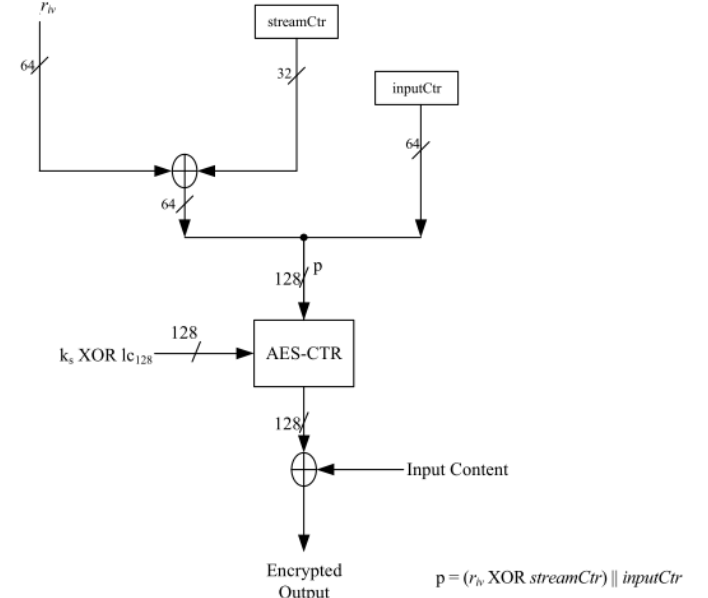 r_iv
streamCtr
64
32
inputCtr
64
64
128
p
128
k_s XOR lc_128
AES-CTR
128
Input Content
Encrypted
Output
p = (r_iv XOR streamCtr) || inputCtr